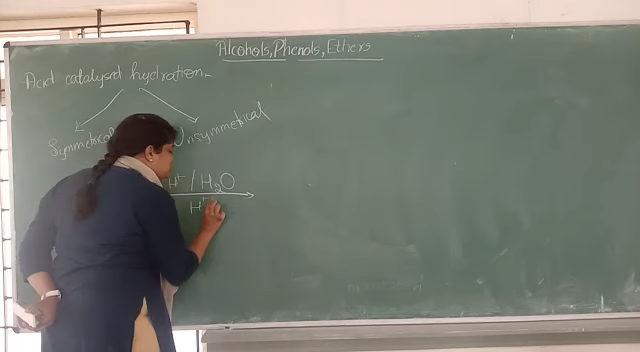 Alcohols, Phenols, Ethers
Acid catalysed hydration
Symmetrical Unsymmetrical
H+ / H2O
H+